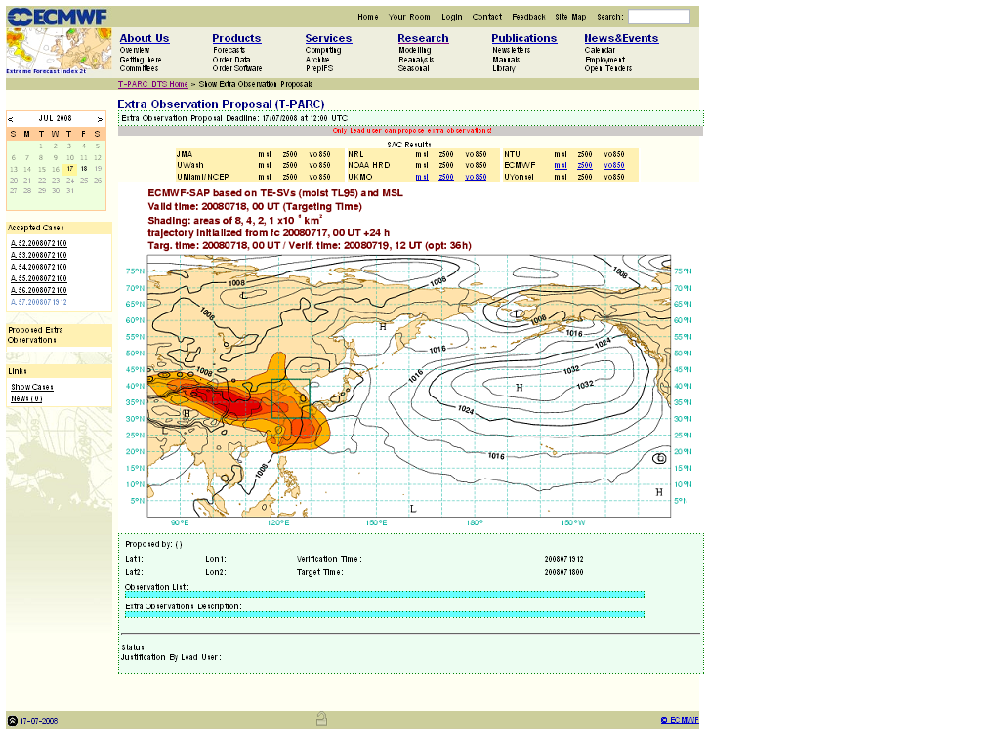 ECMWF
Home Your Room Login Contact Feedback Site Map Search:
About Us Products Services Research Publications News&Events
Overview Forecasts Computing Modelling Newsletters Calendar
Getting here Order Data Archive Reanalysis Manuals Employment
Committees Order Software PrepIFS Seasonal Library Open Tenders
Extreme Forecast Index 2t
T-PARC DTS Home > Show Extra Observation Proposals
Extra Observation Proposal (T-PARC)
Extra Observation Proposal Deadline: 17/07/2008 at 12:00 UTC
Only Lead user can propose extra observations!
< JUL 2008 >
S M T W T F S
1 2 3 4 5
6 7 8 9 10 11 12
13 14 15 16 17 18 19
20 21 22 23 24 25 26
27 28 29 30 31
Accepted Cases
A.52.2008072100
A.53.2008072100
A.54.2008072100
A.55.2008072100
A.56.2008072100
A.57.2008071912
Proposed Extra
Observations
Links
Show Cases
News ( 0 )
SAC Results
JMA msl z500 vo850 NRL msl z500 vo850 NTU msl z500 vo850
UWash msl z500 vo850 NOAA HRD msl z500 vo850 ECMWF msl z500 vo850
UMiami/NCEP msl z500 vo850 UKMO msl z500 vo850 UYonsei msl z500 vo850
ECMWF-SAP based on TE-SVs (moist TL95) and MSL
Valid time: 20080718, 00 UT (Targeting Time)
Shading: areas of 8, 4, 2, 1 x10 ⁶ km²
trajectory initialized from fc 20080717, 00 UT +24 h
Targ. time: 20080718, 00 UT / Verif. time: 20080719, 12 UT (opt: 36h)
75°N 1008 1008 1008 75°N
70°N L 70°N
65°N 1008 L 1008 65°N
60°N H 1016 60°N
55°N 1016 1024 55°N
50°N 50°N
45°N 1008 1016 1032 45°N
40°N H 1032 40°N
35°N H 1024 35°N
30°N 30°N
25°N L 25°N
20°N 1016 20°N
15°N 1008 15°N
10°N H 10°N
5°N L 5°N
90°E 120°E 150°E 180° 150°W
Proposed by: ( )
Lat1: Lon1: Verification Time: 2008071912
Lat2: Lon2: Target Time: 2008071800
Observation List:
Extra Observations Description:
Status:
Justification By Lead User:
17-07-2008 © ECMWF